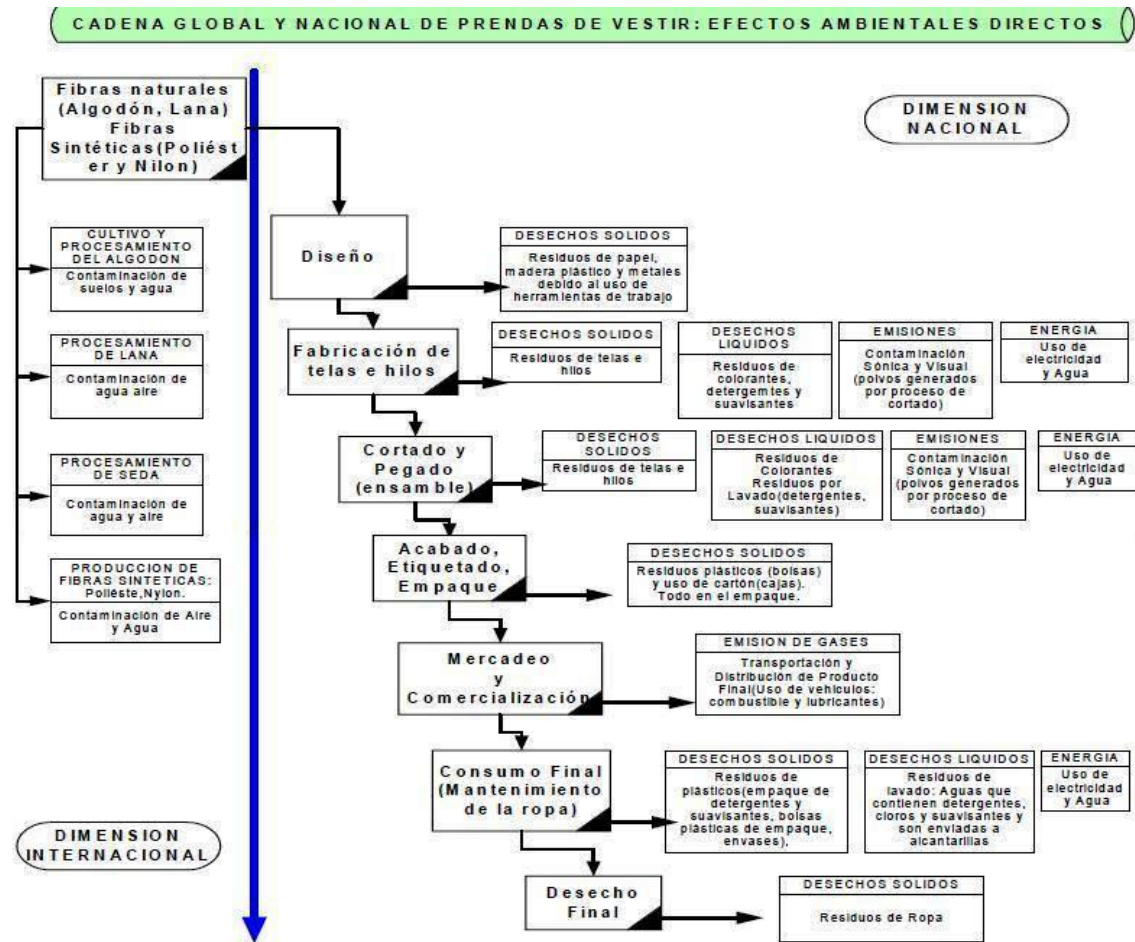 CADENA GLOBAL Y NACIONAL DE PRENDAS DE VESTIR: EFECTOS AMBIENTALES DIRECTOS
Fibras naturales
(Algodón, Lana)
Fibras
Sintéticas(Poliést
er y Nilon)
DIMENSION
NACIONAL
CULTIVO Y
PROCESAMIENTO
DEL ALGODON
Contaminación de
suelos y agua
PROCESAMIENTO
DE LANA
Contaminación de
agua aire
PROCESAMIENTO
DE SEDA
Contaminación de
agua y aire
PRODUCCION DE
FIBRAS SINTETICAS:
Poliéste,Nylon.
Contaminación de Aire
y Agua
DIMENSION
INTERNACIONAL
Diseño
DESECHOS SOLIDOS
Residuos de papel,
madera plástico y metales
debido al uso de
herramientas de trabajo
Fabricación de
telas e hilos
DESECHOS SOLIDOS
Residuos de telas e
hilos
DESECHOS
LIQUIDOS
Residuos de
colorantes,
detergemtes y
suavisantes
EMISIONES
Contaminación
Sónica y Visual
(polvos generados
por proceso de
cortado)
ENERGIA
Uso de
electricidad
y Agua
Cortado y
Pegado
(ensamble)
DESECHOS
SOLIDOS
Residuos de telas e
hilos
DESECHOS LIQUIDOS
Residuos de
Colorantes
Residuos por
Lavado(detergentes,
suavisantes)
EMISIONES
Contaminación
Sónica y Visual
(polvos generados
por proceso de
cortado)
ENERGIA
Uso de
electricidad
y Agua
Acabado,
Etiquetado,
Empaque
DESECHOS SOLIDOS
Residuos plásticos (bolsas)
y uso de cartón(cajas).
Todo en el empaque.
Mercadeo
y
Comercialización
EMISION DE GASES
Transportación y
Distribución de Producto
Final(Uso de vehículos:
combustible y lubricantes)
Consumo Final
(Mantenimiento
de la ropa)
DESECHOS SOLIDOS
Residuos de
plásticos(empaque de
detergentes y
suavisantes, bolsas
plásticas de empaque,
envases),
DESECHOS LIQUIDOS
Residuos de
lavado: Aguas que
contienen detergentes,
cloros y suavisantes y
son enviadas a
alcantarillas
ENERGIA
Uso de
electricidad
y Agua
Desecho
Final
DESECHOS SOLIDOS
Residuos de Ropa